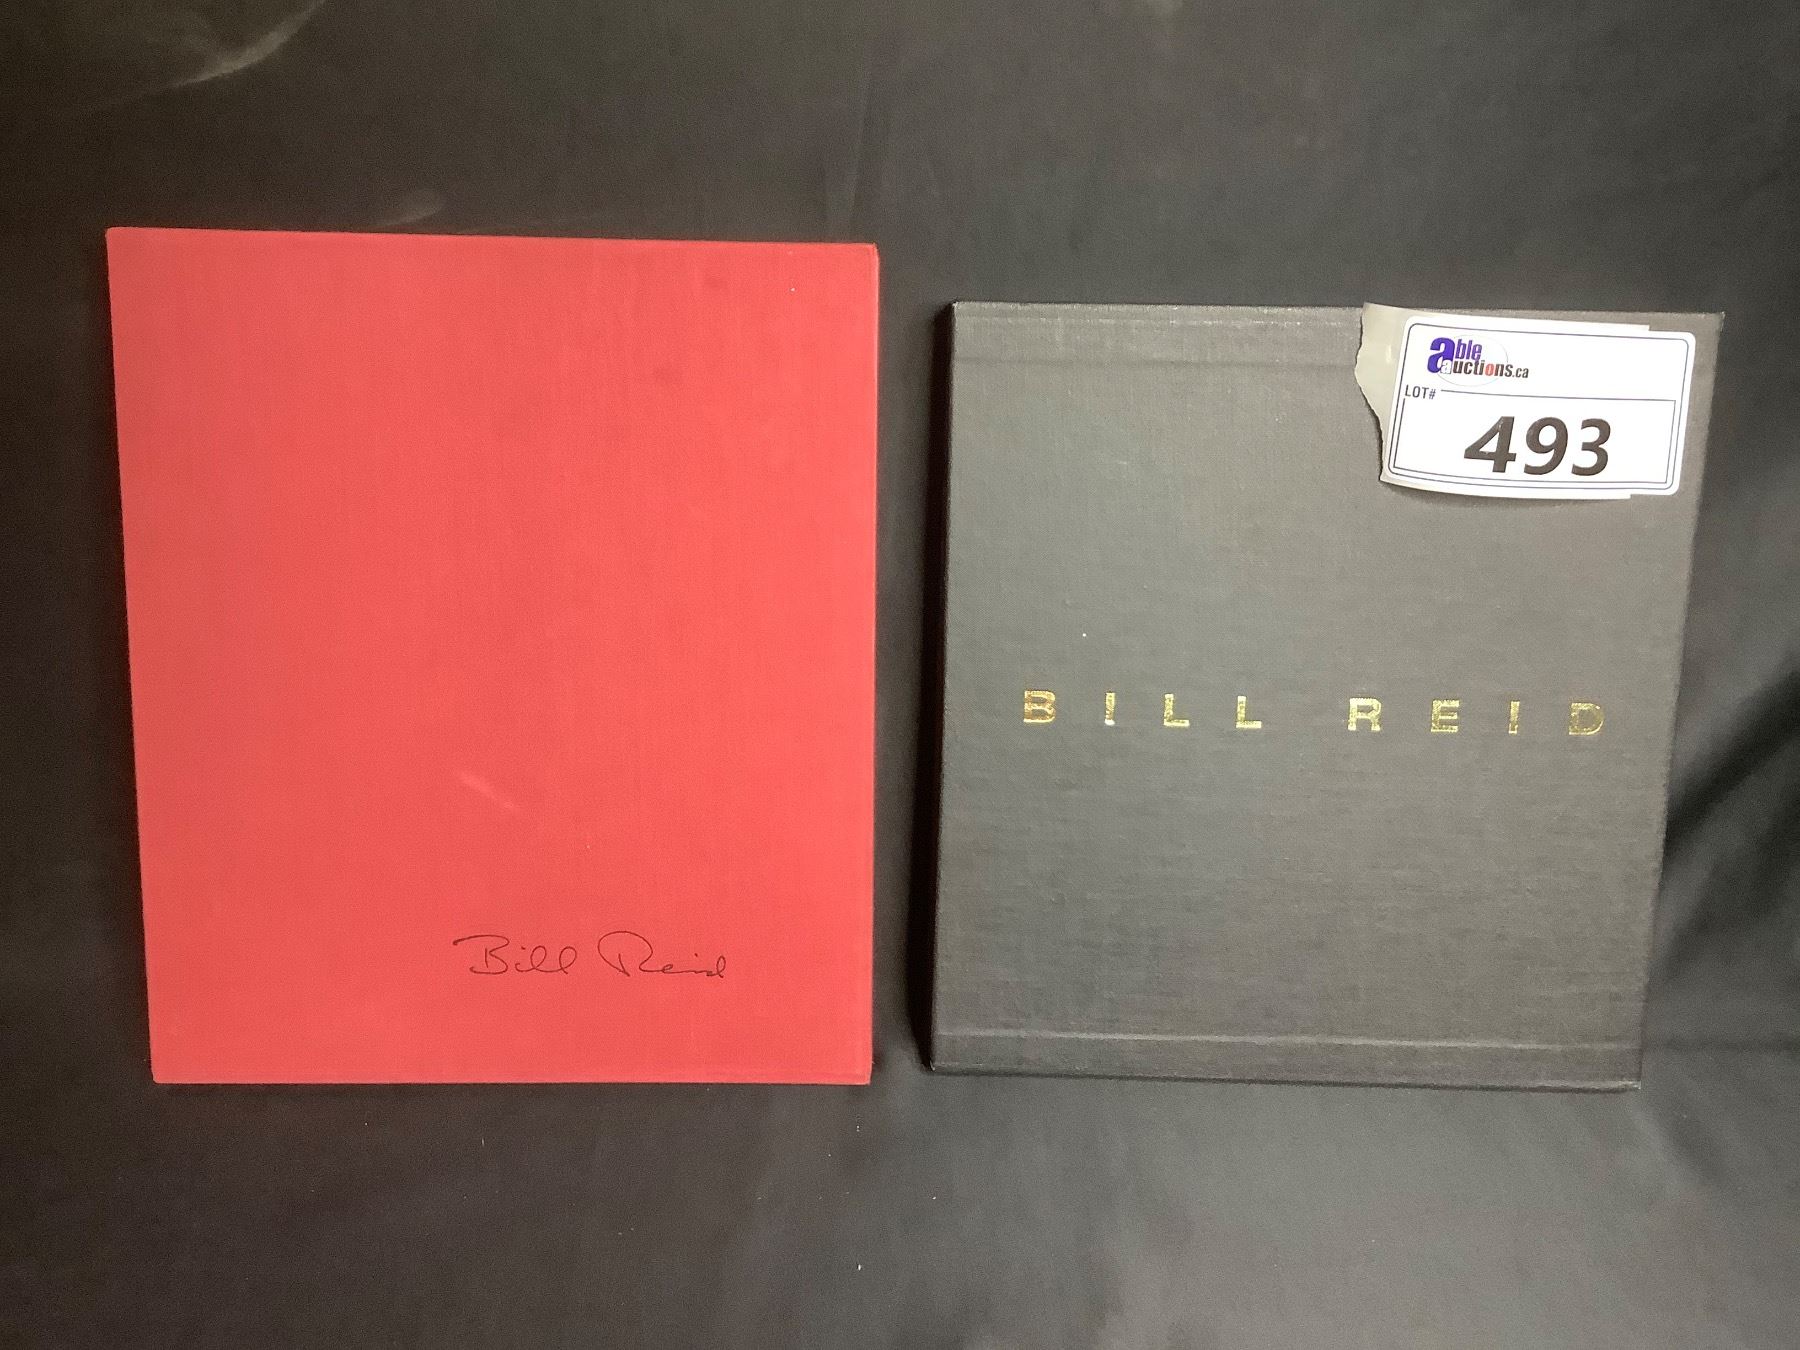 Bill Reid
able
auctions.ca
LOT#
493
BILL REID